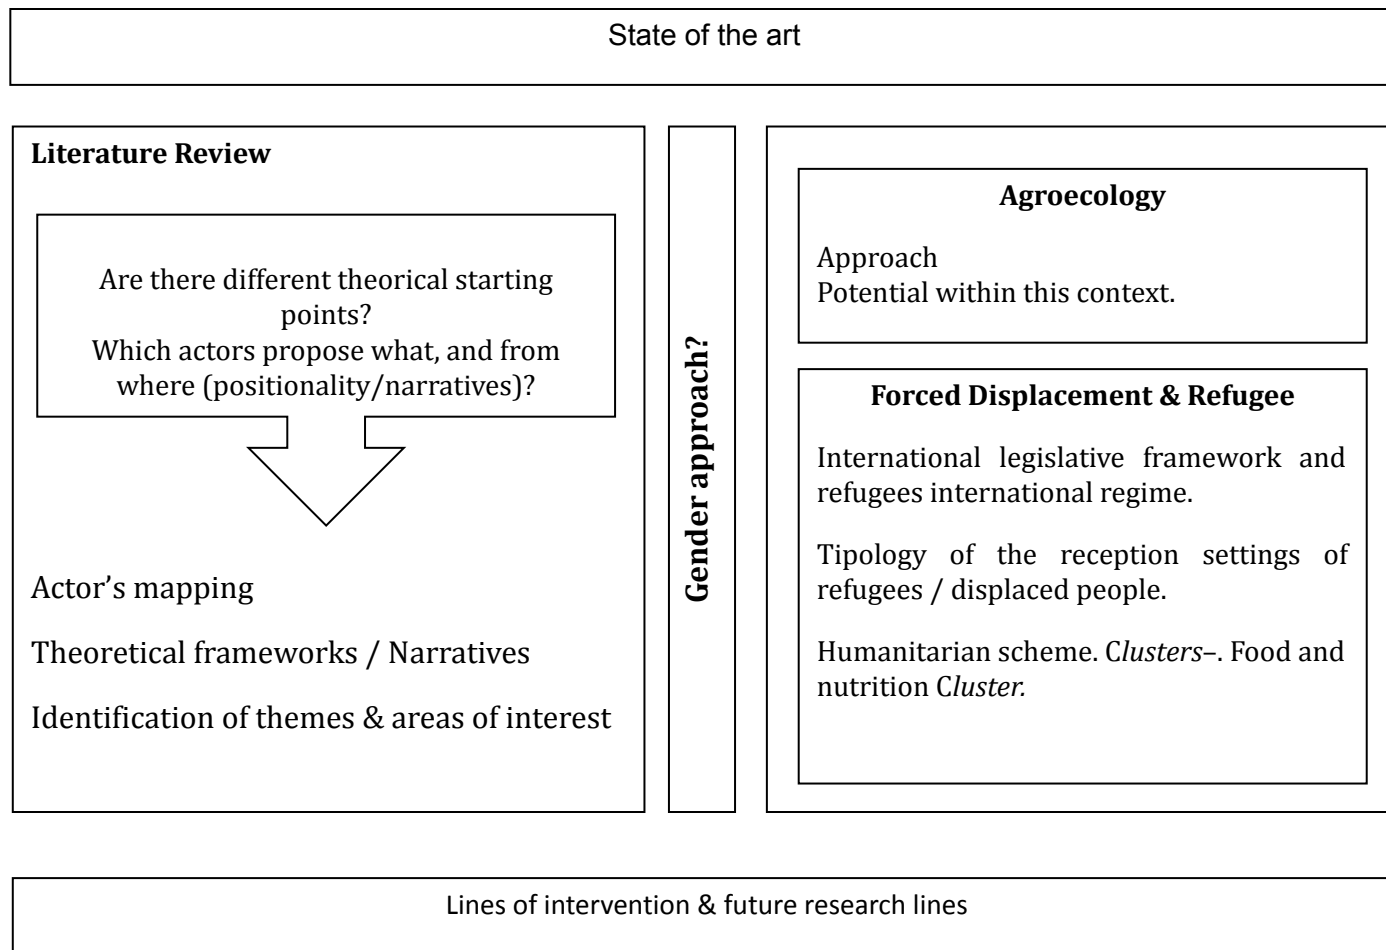 State of the art
Literature Review
Are there different theorical starting
points?
Which actors propose what, and from
where (positionality/narratives)?
Actor’s mapping
Theoretical frameworks / Narratives
Identification of themes & areas of interest
Gender approach?
Agroecology
Approach
Potential within this context.
Forced Displacement & Refugee
International legislative framework and
refugees international regime.
Tipology of the reception settings of
refugees / displaced people.
Humanitarian scheme. Clusters–. Food and
nutrition Cluster.
Lines of intervention & future research lines